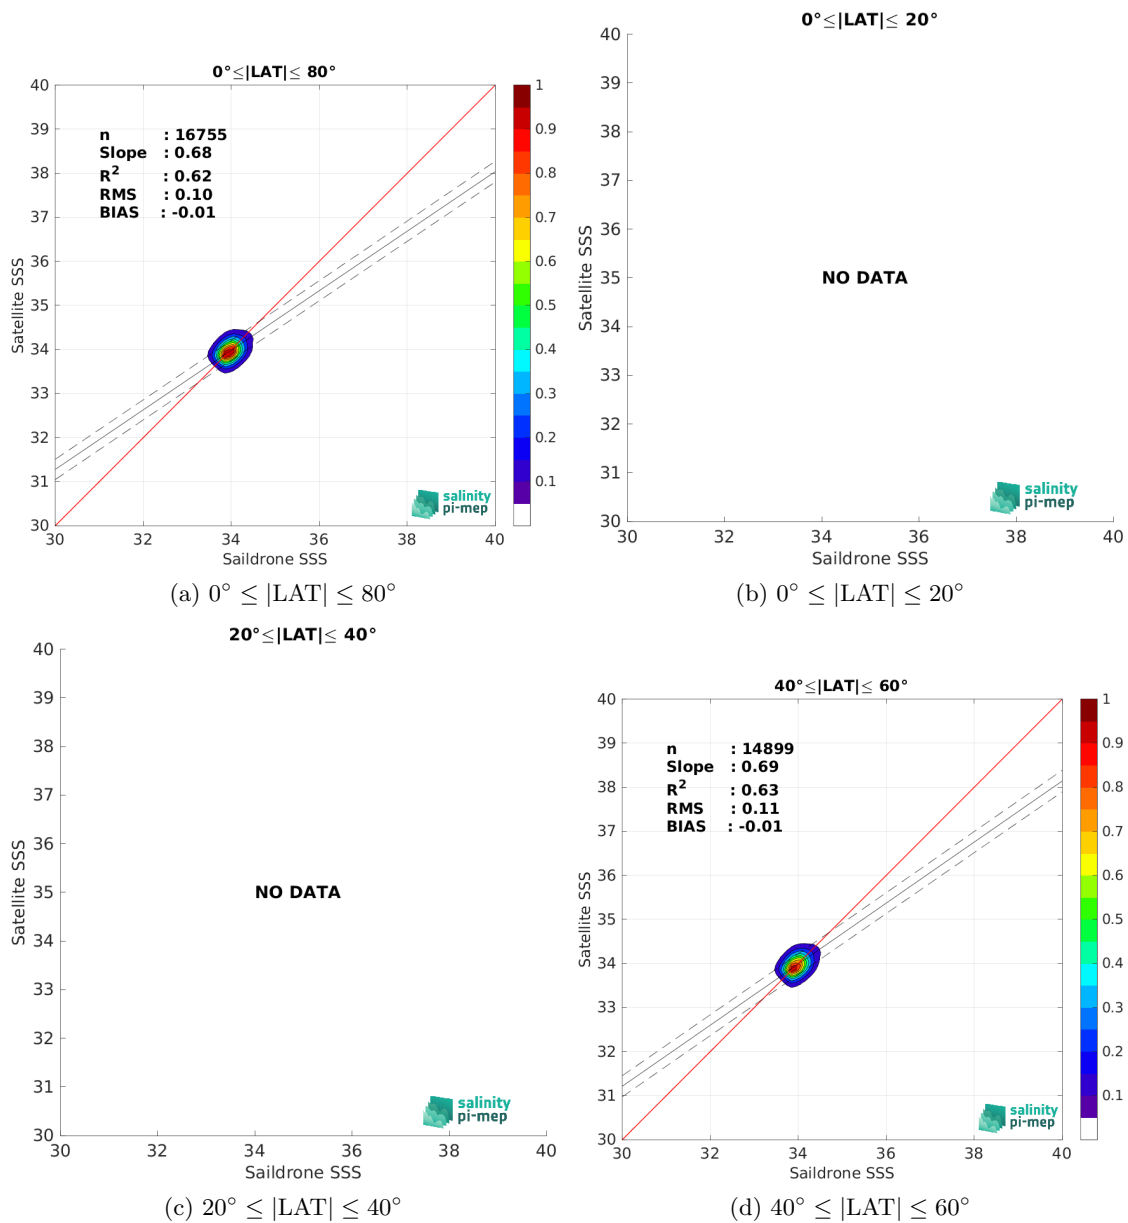 0°≤|LAT|≤ 80°
40
39
38
37
36
35
34
33
32
31
30
Satellite SSS
n : 16755
Slope : 0.68
R² : 0.62
RMS : 0.10
BIAS : -0.01
salinity
pi-mep
30 32 34 36 38 40
Saildrone SSS
1
0.9
0.8
0.7
0.6
0.5
0.4
0.3
0.2
0.1
(a) 0° ≤ |LAT| ≤ 80°
0°≤|LAT|≤ 20°
40
39
38
37
36
35
34
33
32
31
30
Satellite SSS
NO DATA
salinity
pi-mep
30 32 34 36 38 40
Saildrone SSS
(b) 0° ≤ |LAT| ≤ 20°
20°≤|LAT|≤ 40°
40
39
38
37
36
35
34
33
32
31
30
Satellite SSS
NO DATA
salinity
pi-mep
30 32 34 36 38 40
Saildrone SSS
(c) 20° ≤ |LAT| ≤ 40°
40°≤|LAT|≤ 60°
40
39
38
37
36
35
34
33
32
31
30
Satellite SSS
n : 14899
Slope : 0.69
R² : 0.63
RMS : 0.11
BIAS : -0.01
salinity
pi-mep
30 32 34 36 38 40
Saildrone SSS
1
0.9
0.8
0.7
0.6
0.5
0.4
0.3
0.2
0.1
(d) 40° ≤ |LAT| ≤ 60°